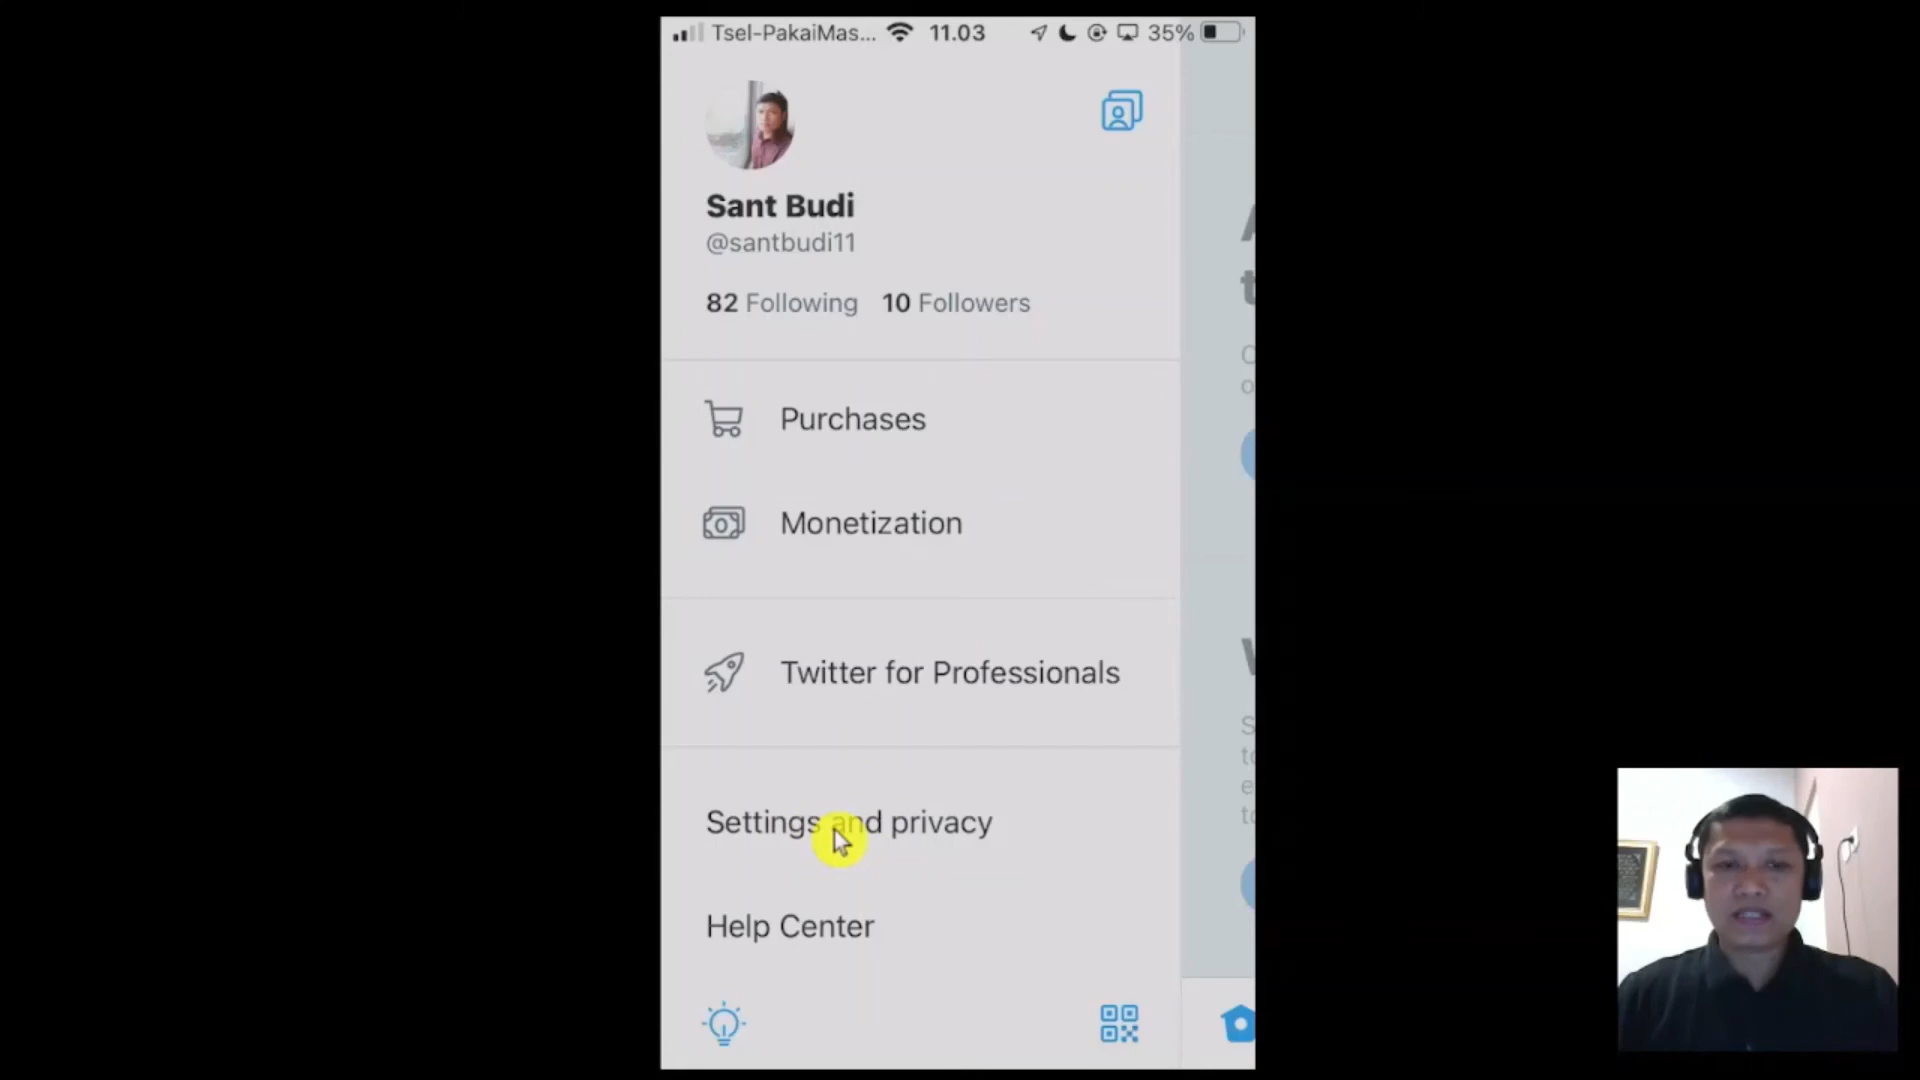 Tsel-PakaiMas... 11.03 35%
Sant Budi
@santbudi11
82 Following 10 Followers
Purchases
Monetization
Twitter for Professionals
Settings and privacy
Help Center